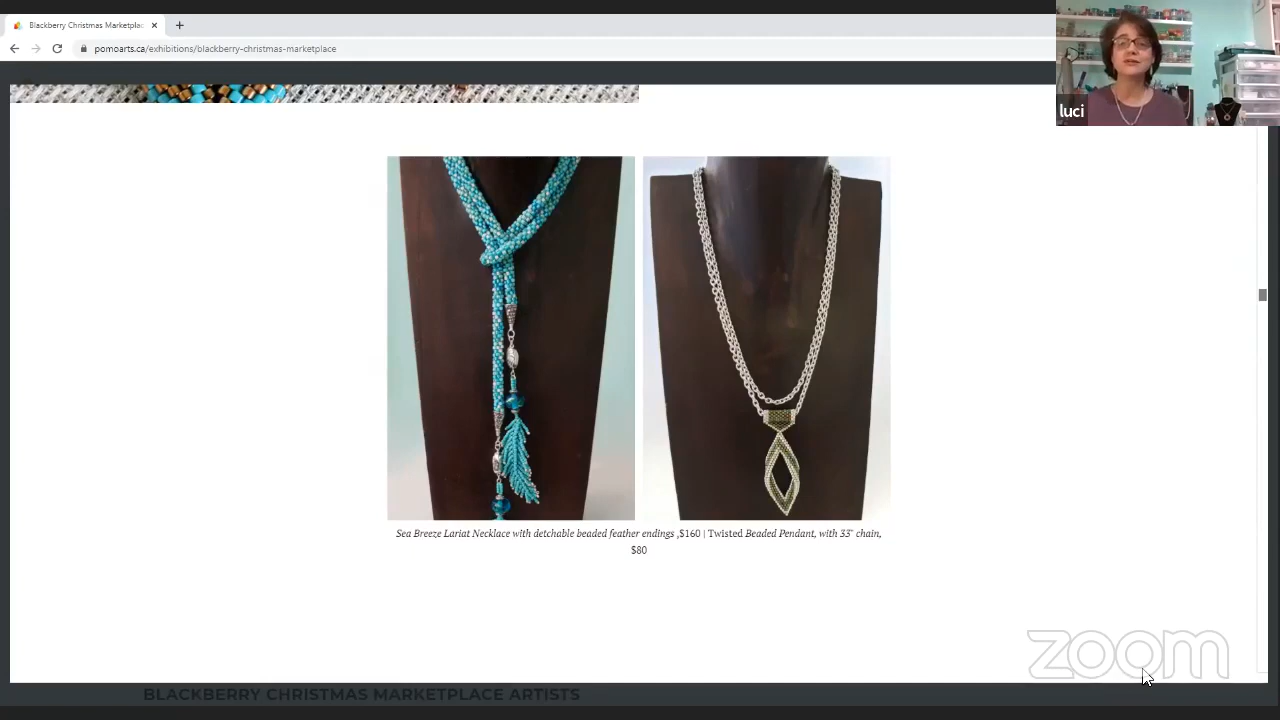 Blackberry Christmas Marketplac
pomoarts.ca/exhibitions/blackberry-christmas-marketplace
luci
Sea Breeze Lariat Necklace with detchable beaded feather endings ,$160 | Twisted Beaded Pendant, with 33" chain,
$80
zoom
BLACKBERRY CHRISTMAS MARKETPLACE ARTISTS